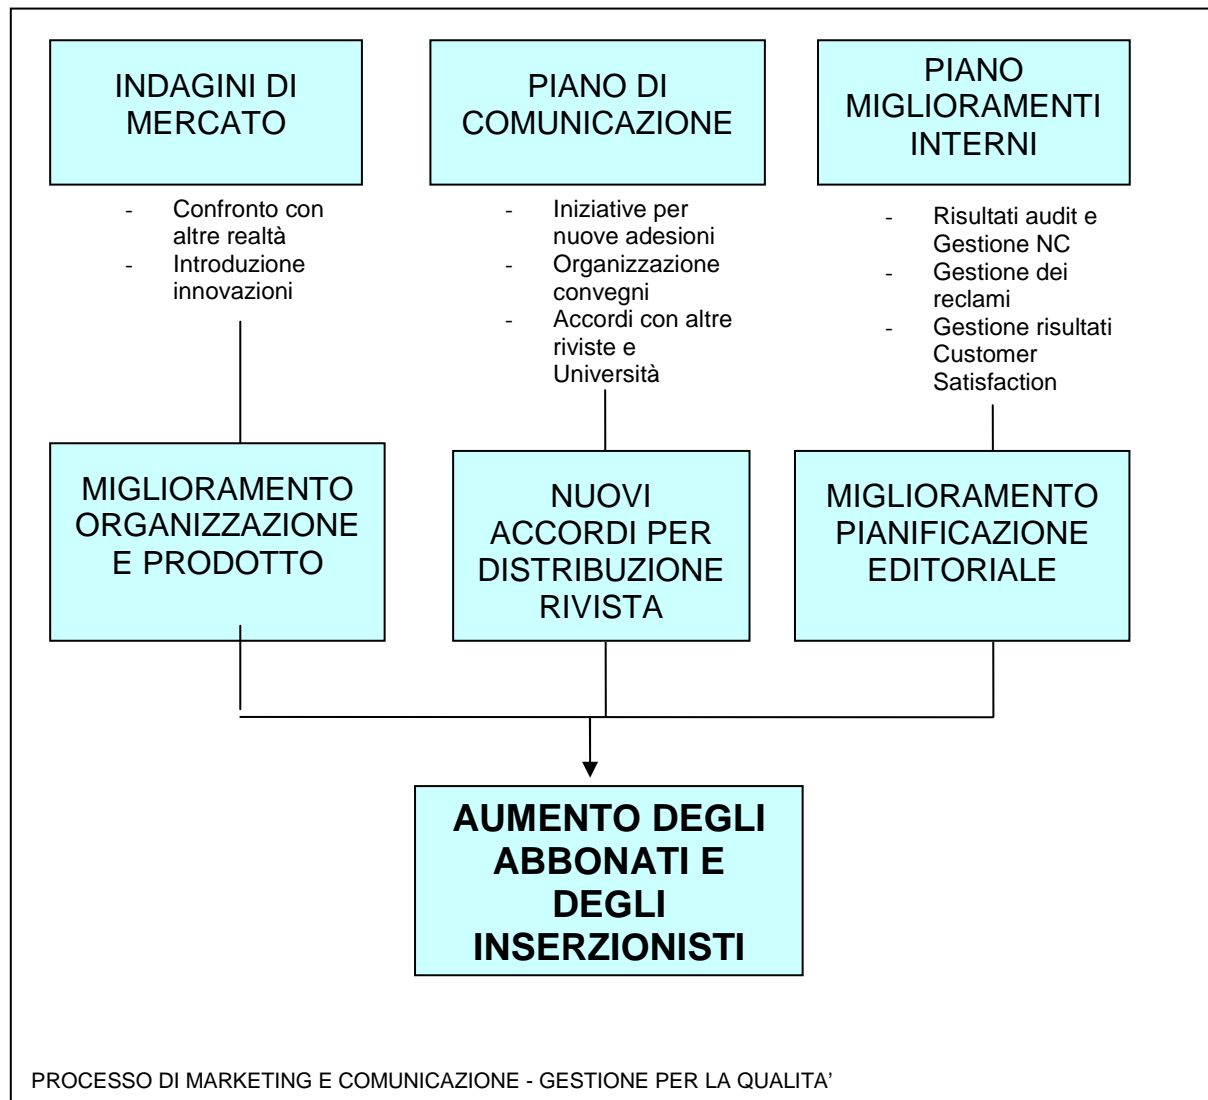 INDAGINI DI
MERCATO
PIANO DI
COMUNICAZIONE
PIANO
MIGLIORAMENTI
INTERNI
- Confronto con
altre realtà
- Introduzione
innovazioni
- Iniziative per
nuove adesioni
- Organizzazione
convegni
- Accordi con altre
riviste e
Università
- Risultati audit e
Gestione NC
- Gestione dei
reclami
- Gestione risultati
Customer
Satisfaction
MIGLIORAMENTO
ORGANIZZAZIONE
E PRODOTTO
NUOVI
ACCORDI PER
DISTRIBUZIONE
RIVISTA
MIGLIORAMENTO
PIANIFICAZIONE
EDITORIALE
AUMENTO DEGLI
ABBONATI E
DEGLI
INSERZIONISTI
PROCESSO DI MARKETING E COMUNICAZIONE - GESTIONE PER LA QUALITA’